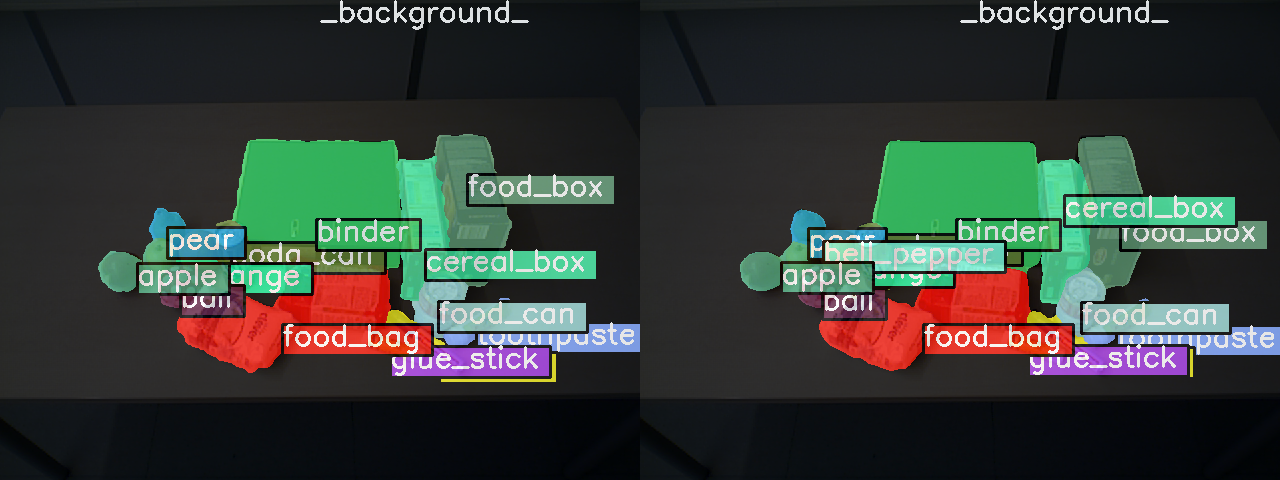 _background_
food_box
pear
binder
oda_can
cereal_box
apple
ange
ball
food_can
food_bag
toothpaste
glue_stick
_background_
cereal_box
food_box
pear
binder
bell_pepper
apple
ange
ball
food_can
food_bag
toothpaste
glue_stick